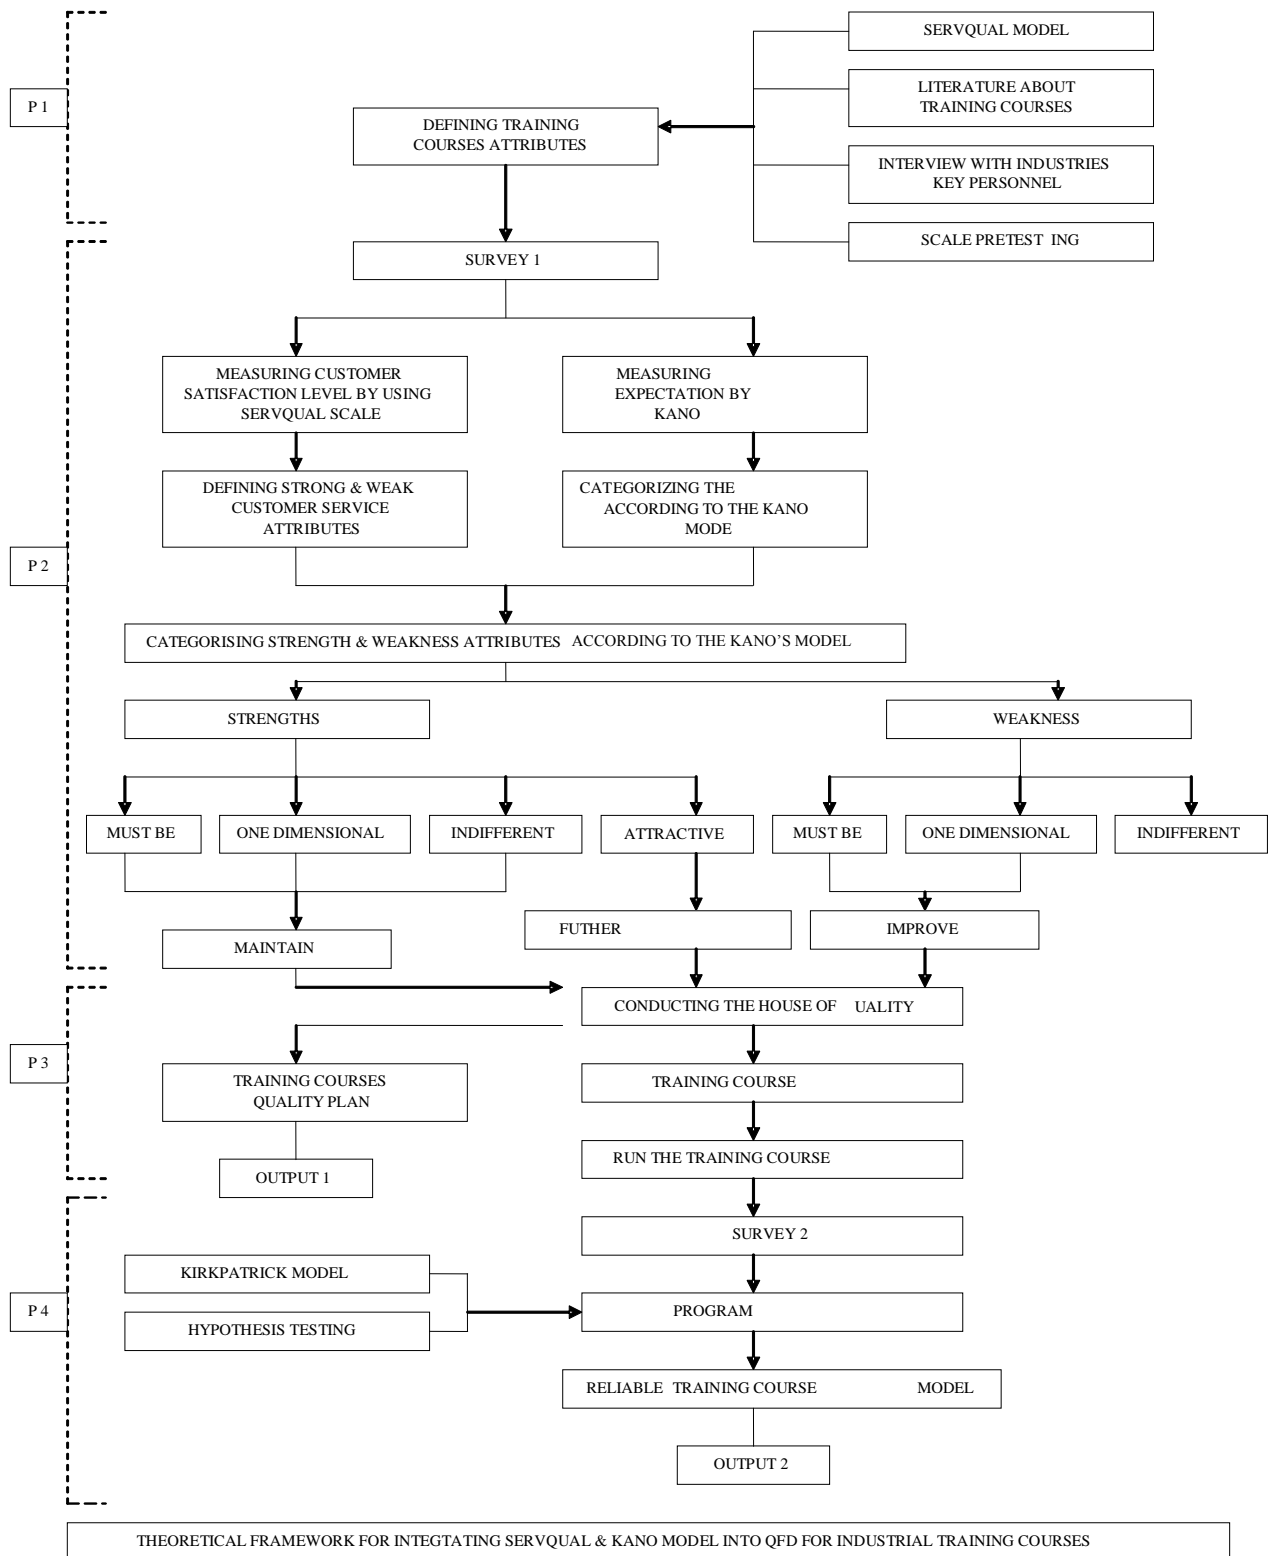 SERVQUAL MODEL
P 1
LITERATURE ABOUT
TRAINING COURSES
DEFINING TRAINING
COURSES ATTRIBUTES
INTERVIEW WITH INDUSTRIES
KEY PERSONNEL
SCALE PRETEST ING
SURVEY 1
MEASURING CUSTOMER
SATISFACTION LEVEL BY USING
SERVQUAL SCALE
MEASURING
EXPECTATION BY
KANO
DEFINING STRONG & WEAK
CUSTOMER SERVICE
ATTRIBUTES
CATEGORIZING THE
ACCORDING TO THE KANO
MODE
P 2
CATEGORISING STRENGTH & WEAKNESS ATTRIBUTES ACCORDING TO THE KANO'S MODEL
STRENGTHS
WEAKNESS
MUST BE
ONE DIMENSIONAL
INDIFFERENT
ATTRACTIVE
MUST BE
ONE DIMENSIONAL
INDIFFERENT
FUTHER
IMPROVE
MAINTAIN
CONDUCTING THE HOUSE OF UALITY
P 3
TRAINING COURSES
QUALITY PLAN
TRAINING COURSE
RUN THE TRAINING COURSE
OUTPUT 1
SURVEY 2
KIRKPATRICK MODEL
P 4
PROGRAM
HYPOTHESIS TESTING
RELIABLE TRAINING COURSE MODEL
OUTPUT 2
THEORETICAL FRAMEWORK FOR INTEGTATING SERVQUAL & KANO MODEL INTO QFD FOR INDUSTRIAL TRAINING COURSES